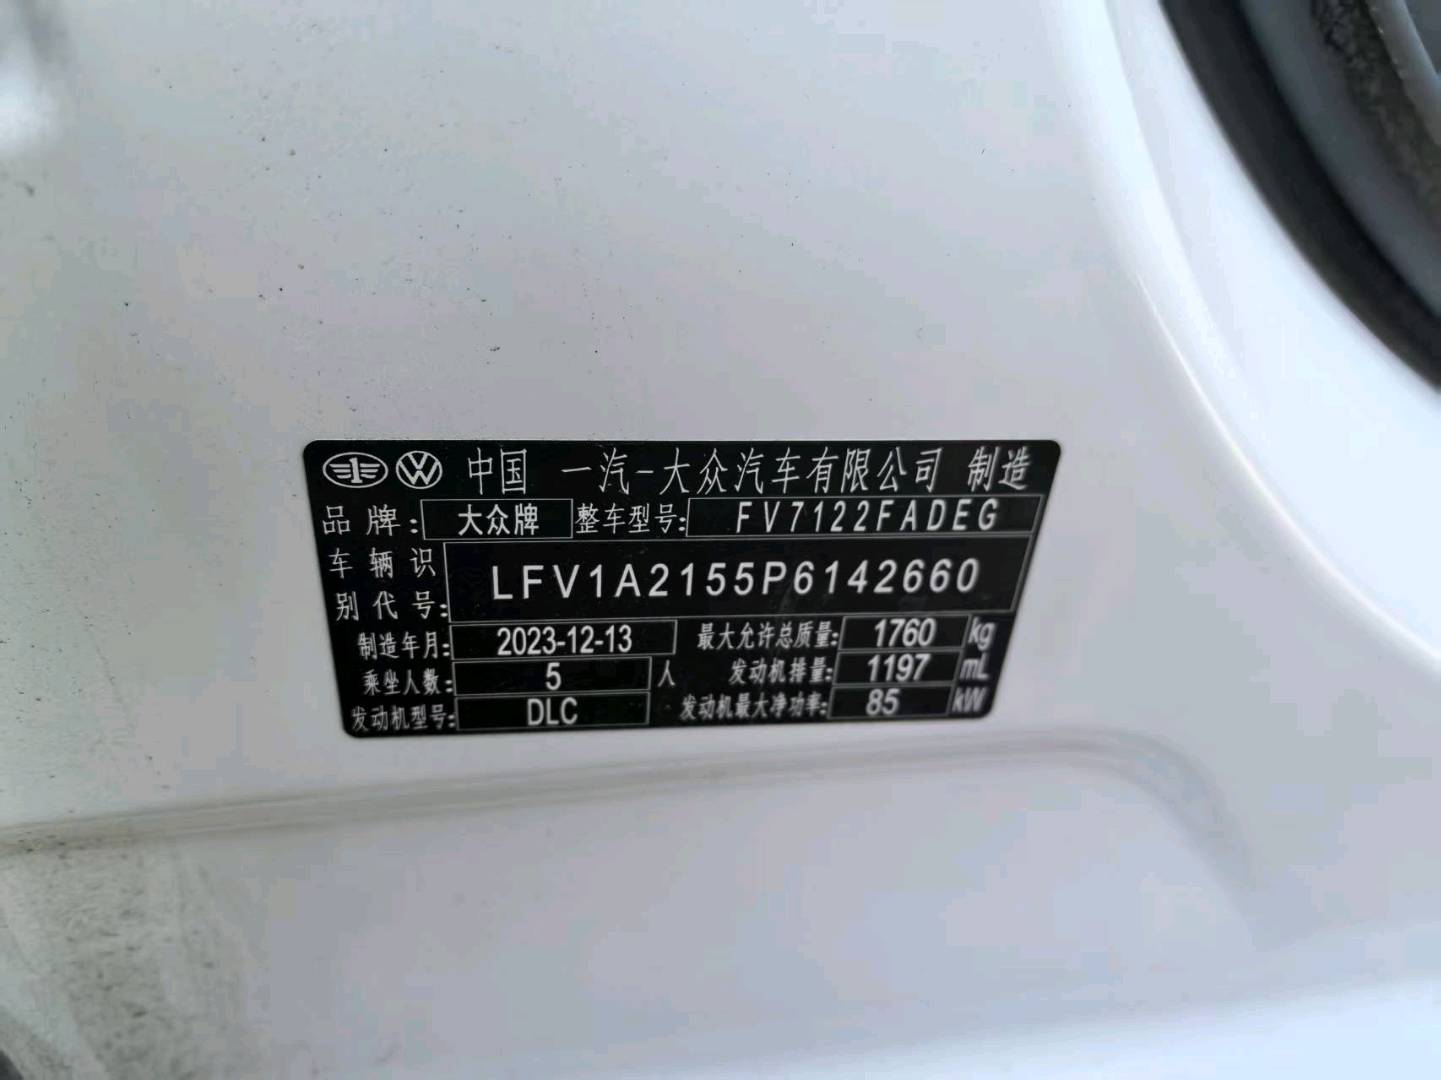 中国 一汽-大众汽车有限公司 制造
品牌: 大众牌 整车型号: FV7122FADEG
车辆识别代号: LFV1A2155P6142660
制造年月: 2023-12-13 最大允许总质量: 1760 kg
乘坐人数: 5 人 发动机排量: 1197 mL
发动机型号: DLC 发动机最大净功率: 85 kW